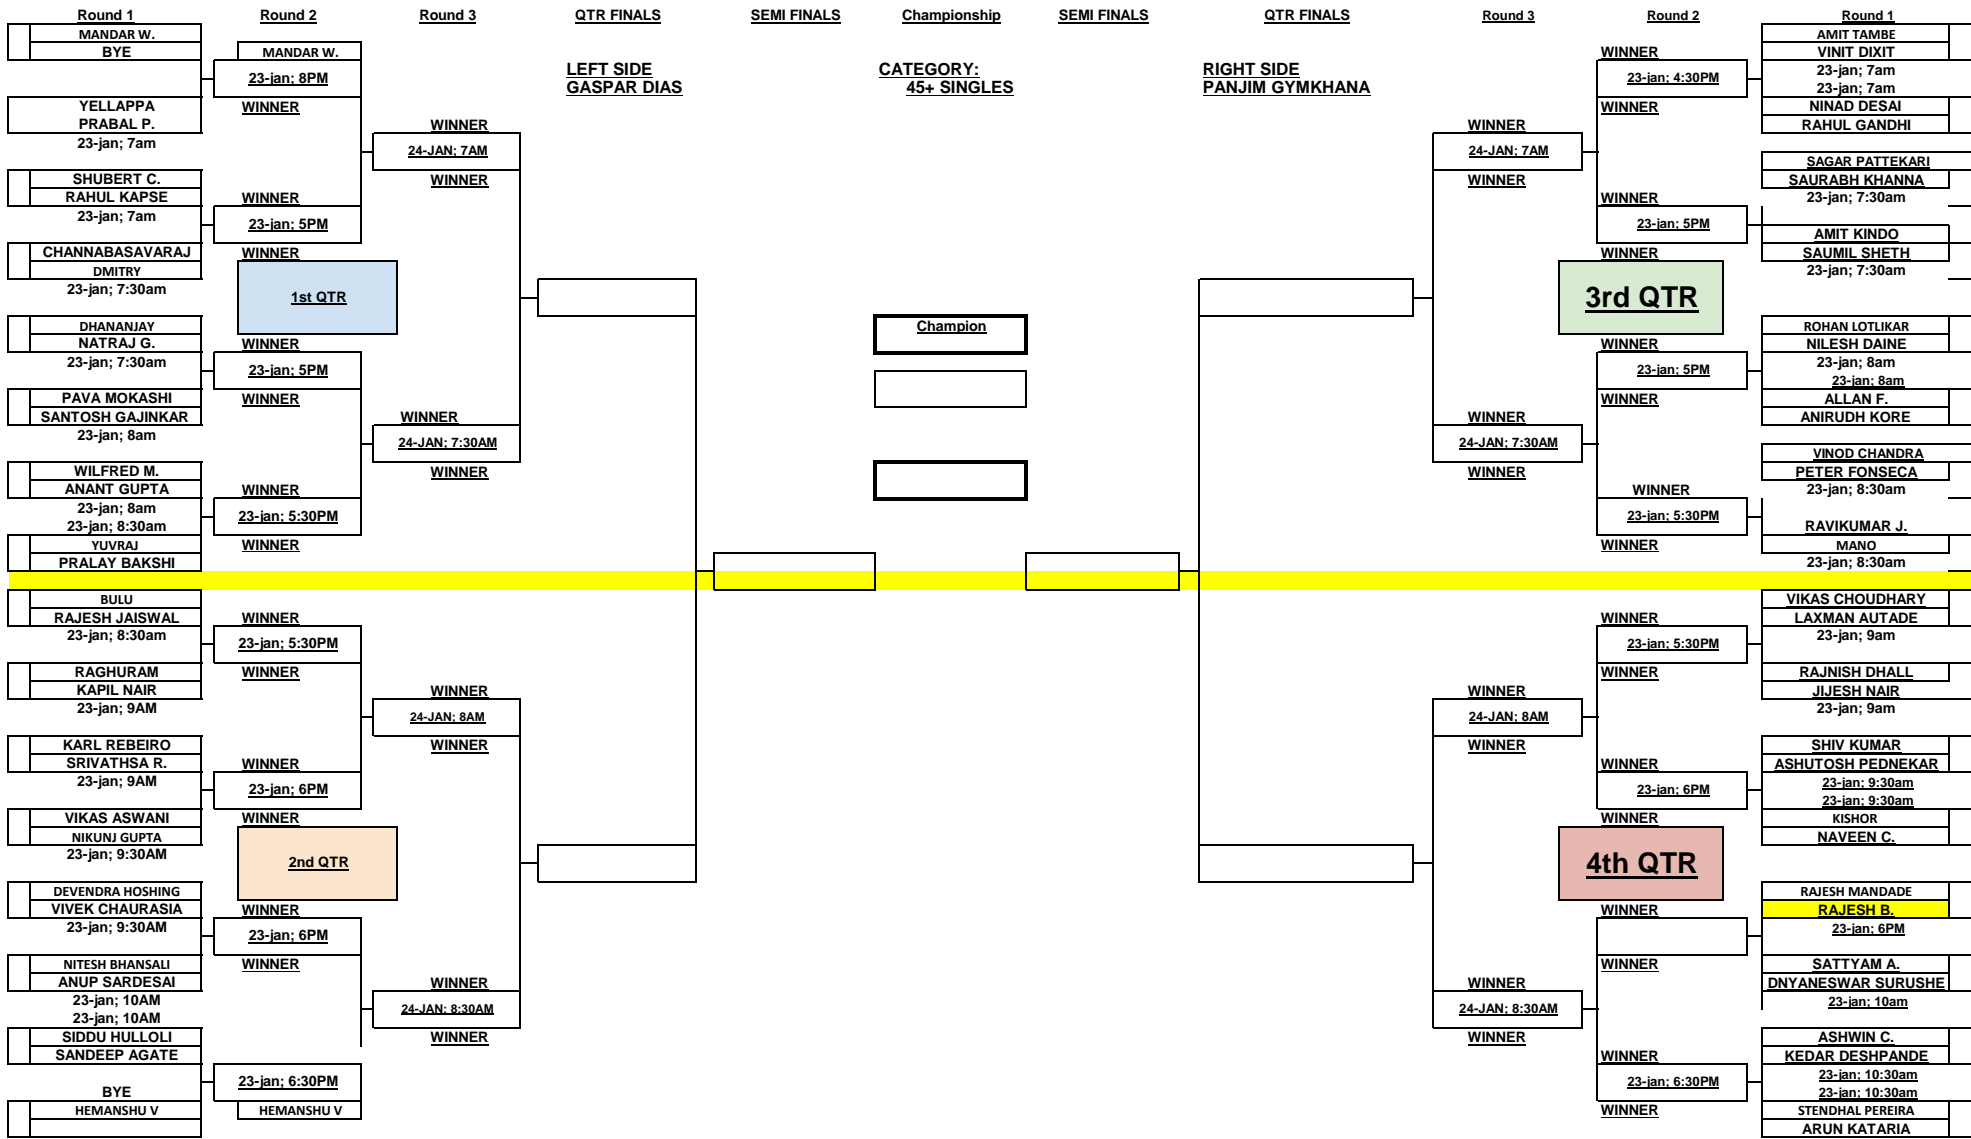 Round 1
Round 2
Round 3
QTR FINALS
SEMI FINALS
Championship
SEMI FINALS
QTR FINALS
Round 3
Round 2
Round 1
LEFT SIDE
GASPAR DIAS
CATEGORY:
45+ SINGLES
RIGHT SIDE
PANJIM GYMKHANA
MANDAR W.
BYE
YELLAPPA
PRABAL P.
23-jan; 7am
SHUBERT C.
RAHUL KAPSE
23-jan; 7am
CHANNABASAVARAJ
DMITRY
23-jan; 7:30am
DHANANJAY
NATRAJ G.
23-jan; 7:30am
PAVA MOKASHI
SANTOSH GAJINKAR
23-jan; 8am
WILFRED M.
ANANT GUPTA
23-jan; 8am
23-jan; 8:30am
YUVRAJ
PRALAY BAKSHI
BULU
RAJESH JAISWAL
23-jan; 8:30am
RAGHURAM
KAPIL NAIR
23-jan; 9AM
KARL REBEIRO
SRIVATHSA R.
23-jan; 9AM
VIKAS ASWANI
NIKUNJ GUPTA
23-jan; 9:30AM
DEVENDRA HOSHING
VIVEK CHAURASIA
23-jan; 9:30AM
NITESH BHANSALI
ANUP SARDESAI
23-jan; 10AM
23-jan; 10AM
SIDDU HULLOLI
SANDEEP AGATE
BYE
HEMANSHU V
MANDAR W.
23-jan; 8PM
WINNER
WINNER
23-jan; 5PM
WINNER
1st QTR
WINNER
23-jan; 5PM
WINNER
WINNER
23-jan; 5:30PM
WINNER
WINNER
23-jan; 5:30PM
WINNER
WINNER
23-jan; 6PM
WINNER
2nd QTR
WINNER
23-jan; 6PM
WINNER
23-jan; 6:30PM
HEMANSHU V
WINNER
24-JAN; 7AM
WINNER
WINNER
24-JAN; 7:30AM
WINNER
WINNER
24-JAN; 8AM
WINNER
WINNER
24-JAN; 8:30AM
WINNER
Champion
WINNER
24-JAN; 7AM
WINNER
WINNER
24-JAN; 7:30AM
WINNER
WINNER
24-JAN; 8AM
WINNER
WINNER
24-JAN; 8:30AM
WINNER
WINNER
23-jan; 4:30PM
WINNER
WINNER
23-jan; 5PM
WINNER
3rd QTR
WINNER
23-jan; 5PM
WINNER
WINNER
23-jan; 5:30PM
WINNER
WINNER
23-jan; 5:30PM
WINNER
WINNER
23-jan; 6PM
WINNER
4th QTR
WINNER
WINNER
WINNER
23-jan; 6:30PM
WINNER
AMIT TAMBE
VINIT DIXIT
23-jan; 7am
23-jan; 7am
NINAD DESAI
RAHUL GANDHI
SAGAR PATTEKARI
SAURABH KHANNA
23-jan; 7:30am
AMIT KINDO
SAUMIL SHETH
23-jan; 7:30am
ROHAN LOTLIKAR
NILESH DAINE
23-jan; 8am
23-jan; 8am
ALLAN F.
ANIRUDH KORE
VINOD CHANDRA
PETER FONSECA
23-jan; 8:30am
RAVIKUMAR J.
MANO
23-jan; 8:30am
VIKAS CHOUDHARY
LAXMAN AUTADE
23-jan; 9am
RAJNISH DHALL
JIJESH NAIR
23-jan; 9am
SHIV KUMAR
ASHUTOSH PEDNEKAR
23-jan; 9:30am
23-jan; 9:30am
KISHOR
NAVEEN C.
RAJESH MANDADE
RAJESH B.
23-jan; 6PM
SATTYAM A.
DNYANESWAR SURUSHE
23-jan; 10am
ASHWIN C.
KEDAR DESHPANDE
23-jan; 10:30am
23-jan; 10:30am
STENDHAL PEREIRA
ARUN KATARIA